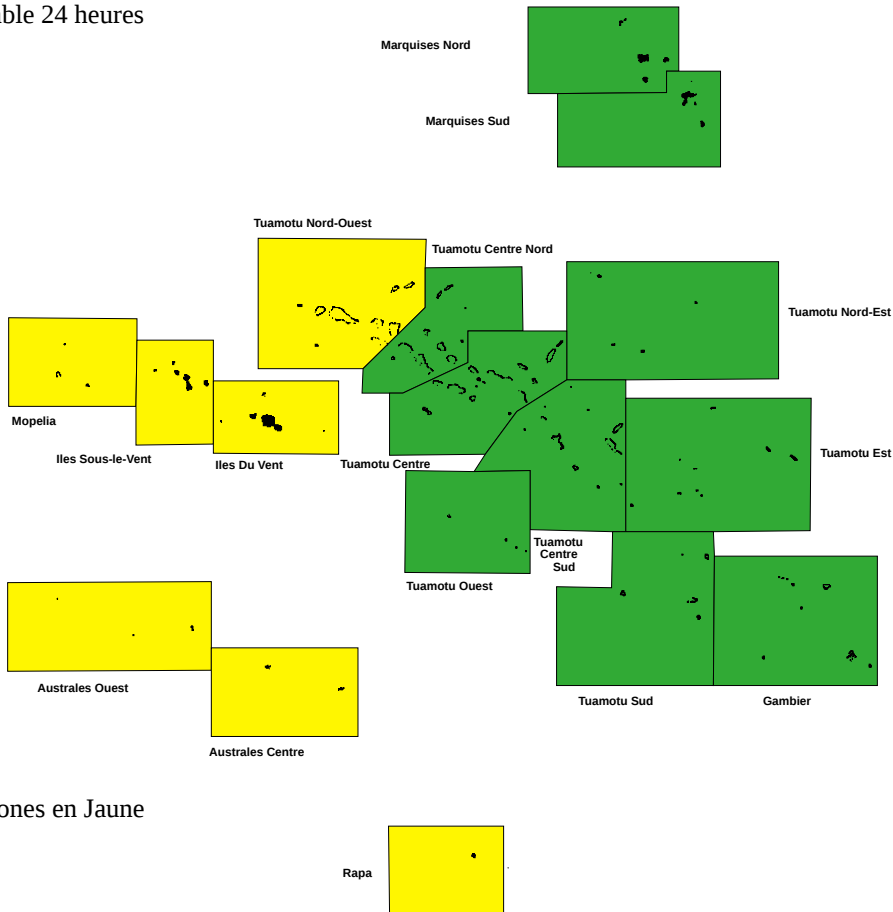 ble 24 heures
Marquises Nord
Marquises Sud
Tuamotu Nord-Ouest
Tuamotu Centre Nord
Tuamotu Nord-Est
Mopelia
Iles Sous-le-Vent
Iles Du Vent
Tuamotu Centre
Tuamotu Est
Tuamotu
Centre
Sud
Tuamotu Ouest
Australes Ouest
Tuamotu Sud
Gambier
Australes Centre
ones en Jaune
Rapa